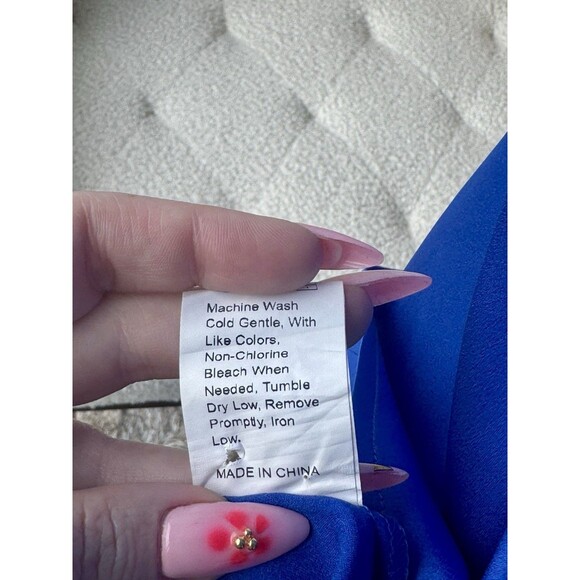 Machine Wash
Cold Gentle, With
Like Colors,
Non-Chlorine
Bleach When
Needed, Tumble
Dry Low, Remove
Promptly, Iron
Low.
MADE IN CHINA